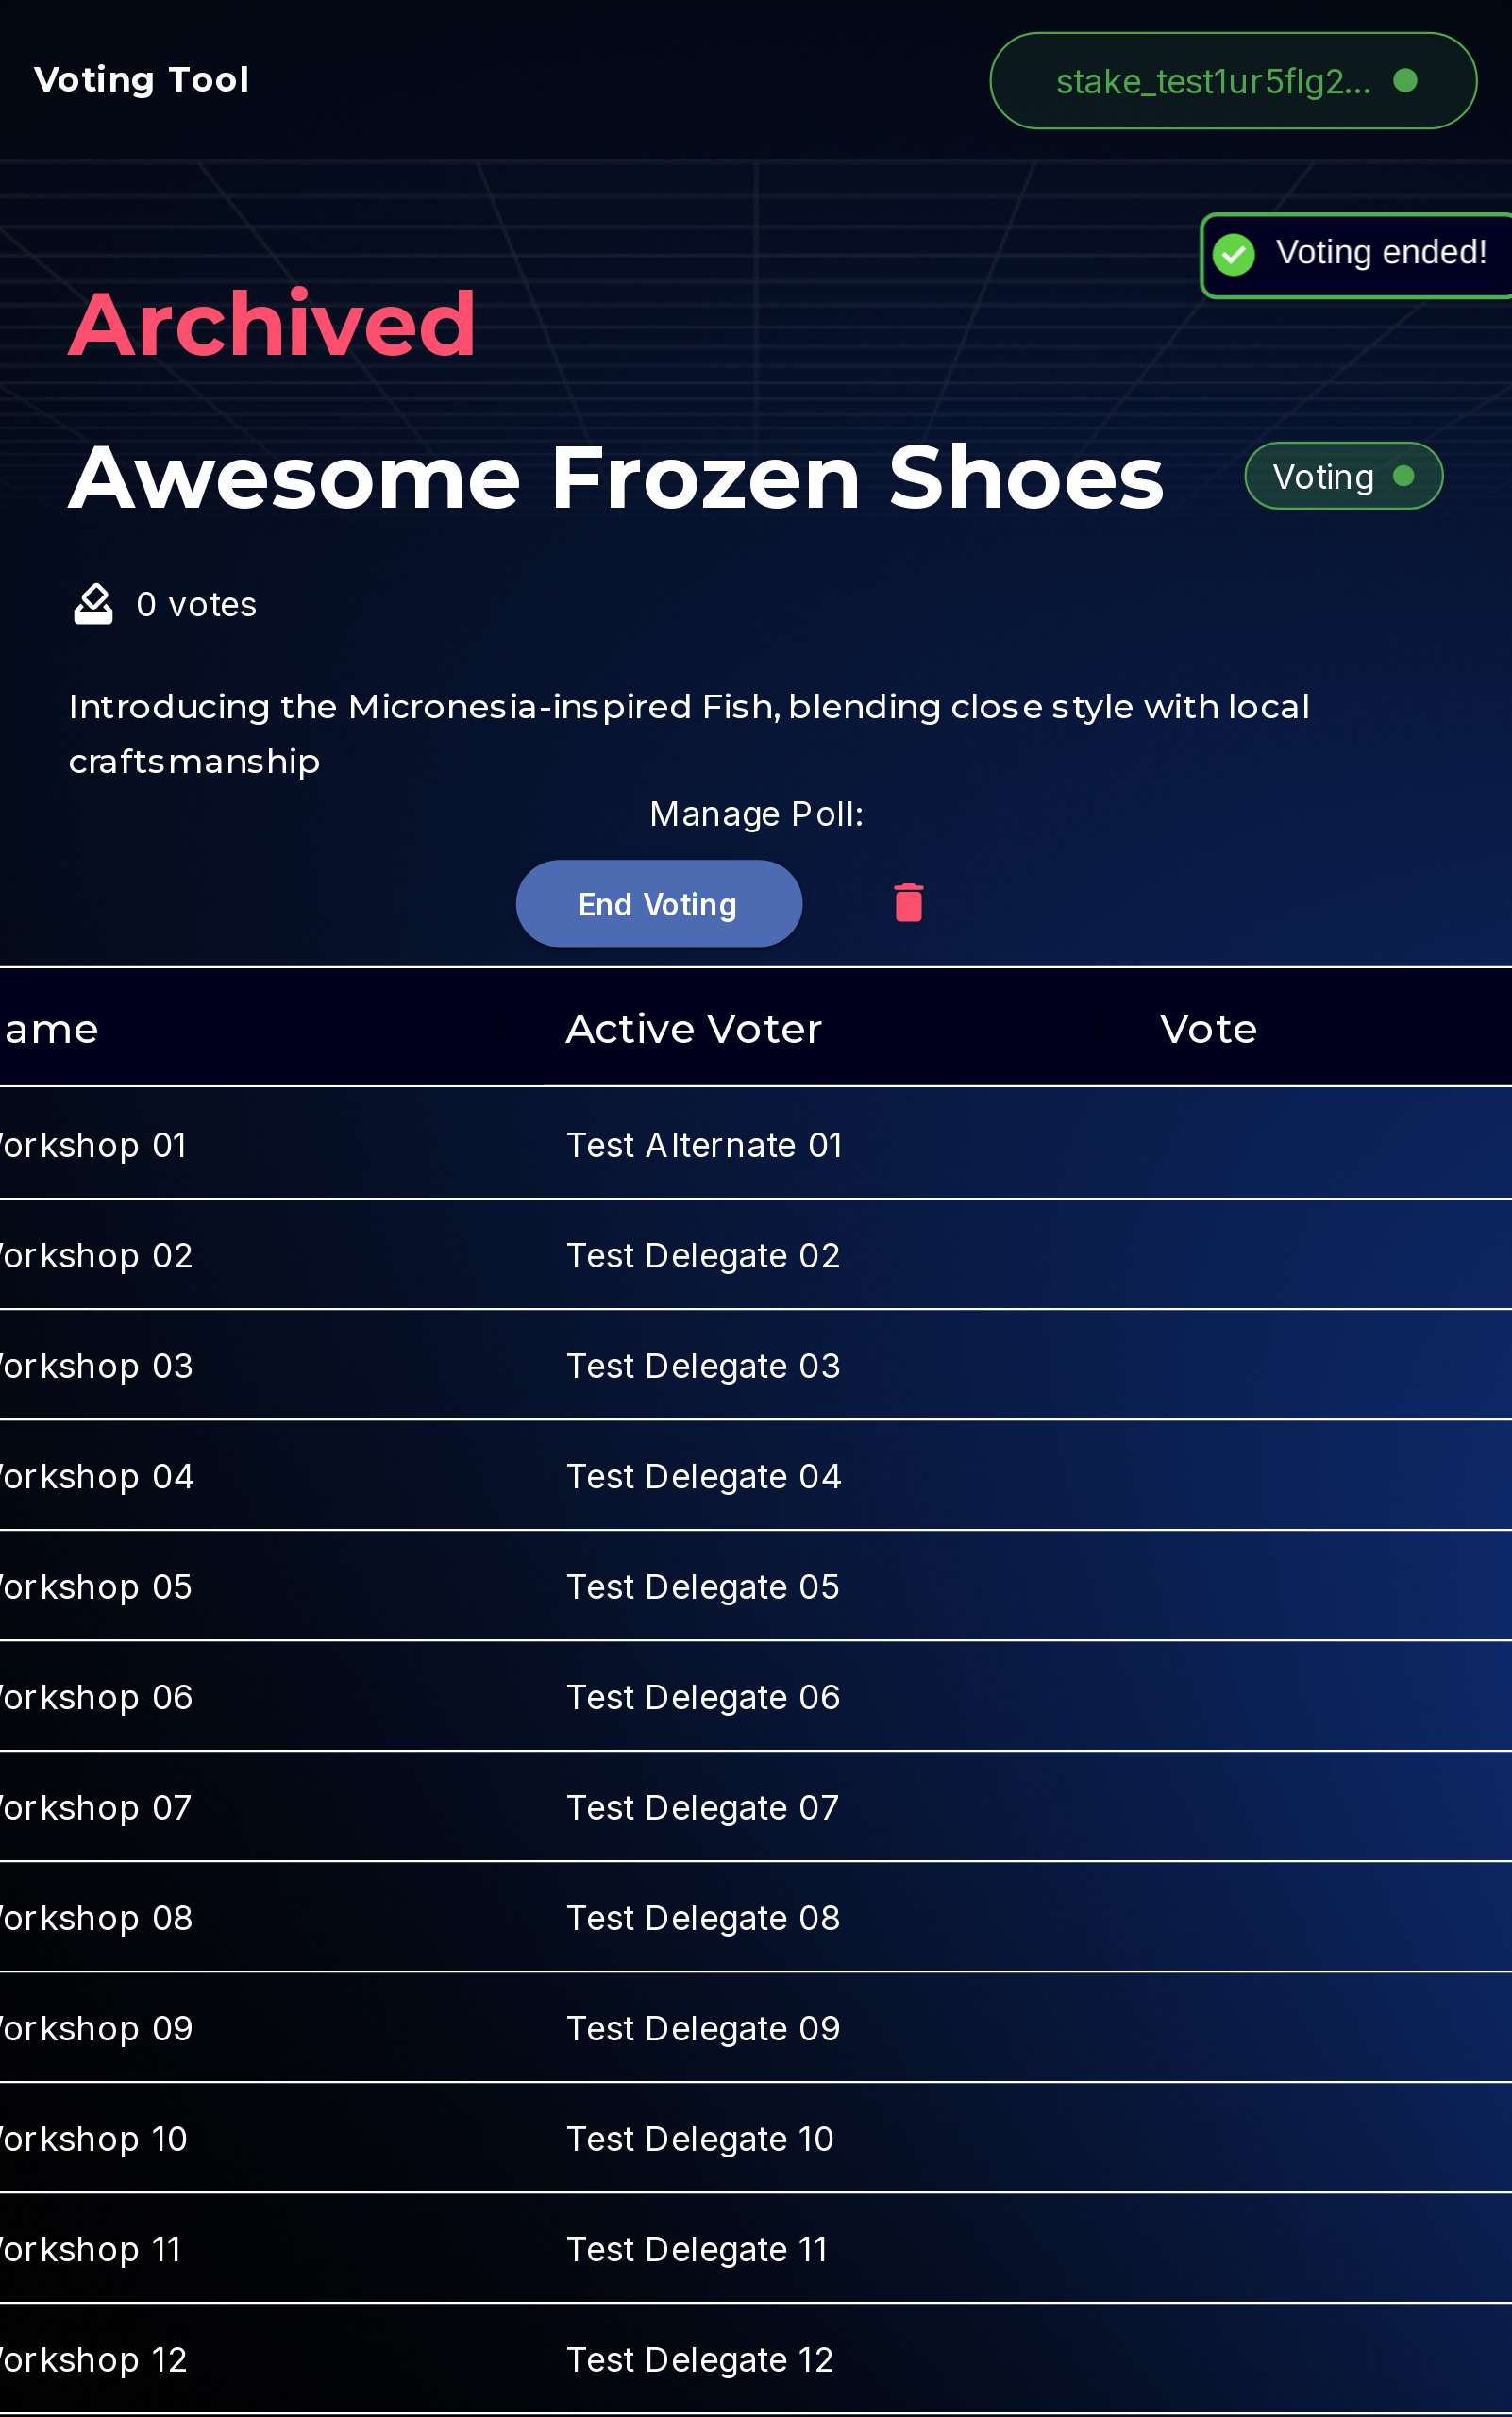 Voting Tool
stake_test1ur5flg2...
Voting ended!
Archived
Awesome Frozen Shoes
Voting
0 votes
Introducing the Micronesia-inspired Fish, blending close style with local
craftsmanship
Manage Poll:
End Voting
ame Active Voter Vote
orkshop 01 Test Alternate 01
orkshop 02 Test Delegate 02
orkshop 03 Test Delegate 03
orkshop 04 Test Delegate 04
orkshop 05 Test Delegate 05
orkshop 06 Test Delegate 06
orkshop 07 Test Delegate 07
orkshop 08 Test Delegate 08
orkshop 09 Test Delegate 09
orkshop 10 Test Delegate 10
orkshop 11 Test Delegate 11
orkshop 12 Test Delegate 12